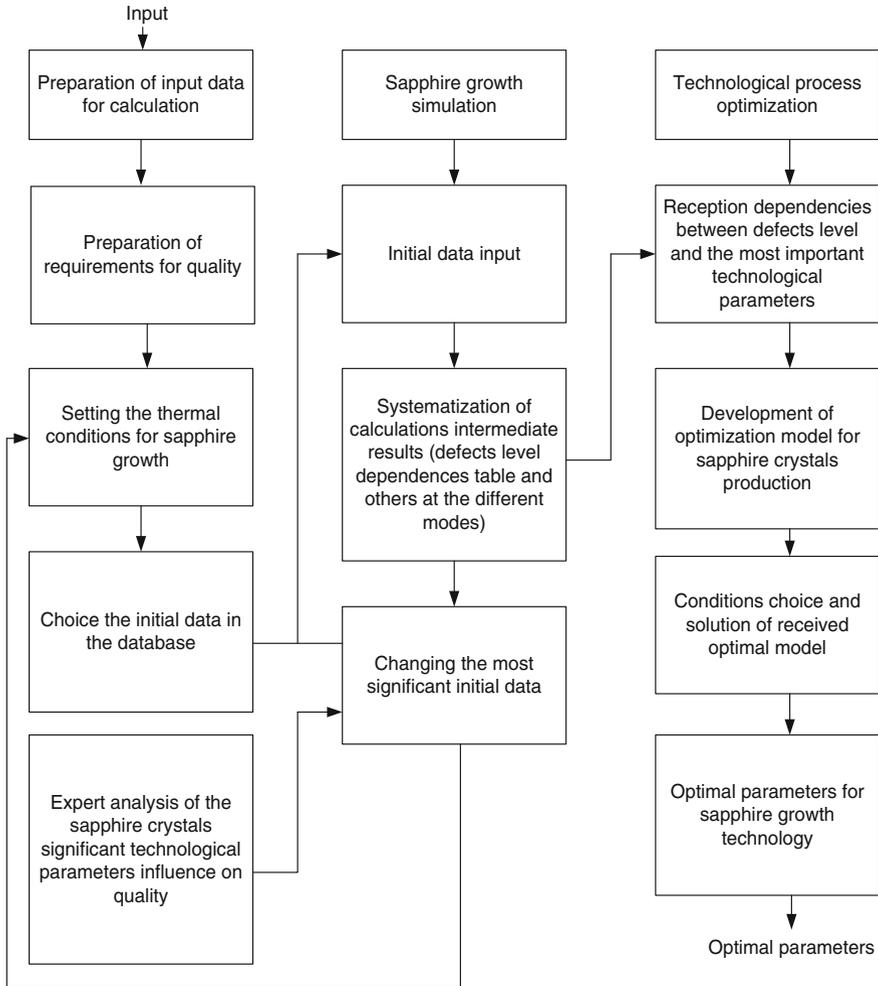 Input
Preparation of input data
for calculation
Preparation of
requirements for quality
Setting the thermal
conditions for sapphire
growth
Choice the initial data in
the database
Expert analysis of the
sapphire crystals
significant technological
parameters influence on
quality
Sapphire growth
simulation
Initial data input
Systematization of
calculations intermediate
results (defects level
dependences table and
others at the different
modes)
Changing the most
significant initial data
Technological process
optimization
Reception dependencies
between defects level
and the most important
technological
parameters
Development of
optimization model for
sapphire crystals
production
Conditions choice and
solution of received
optimal model
Optimal parameters for
sapphire growth
technology
Optimal parameters